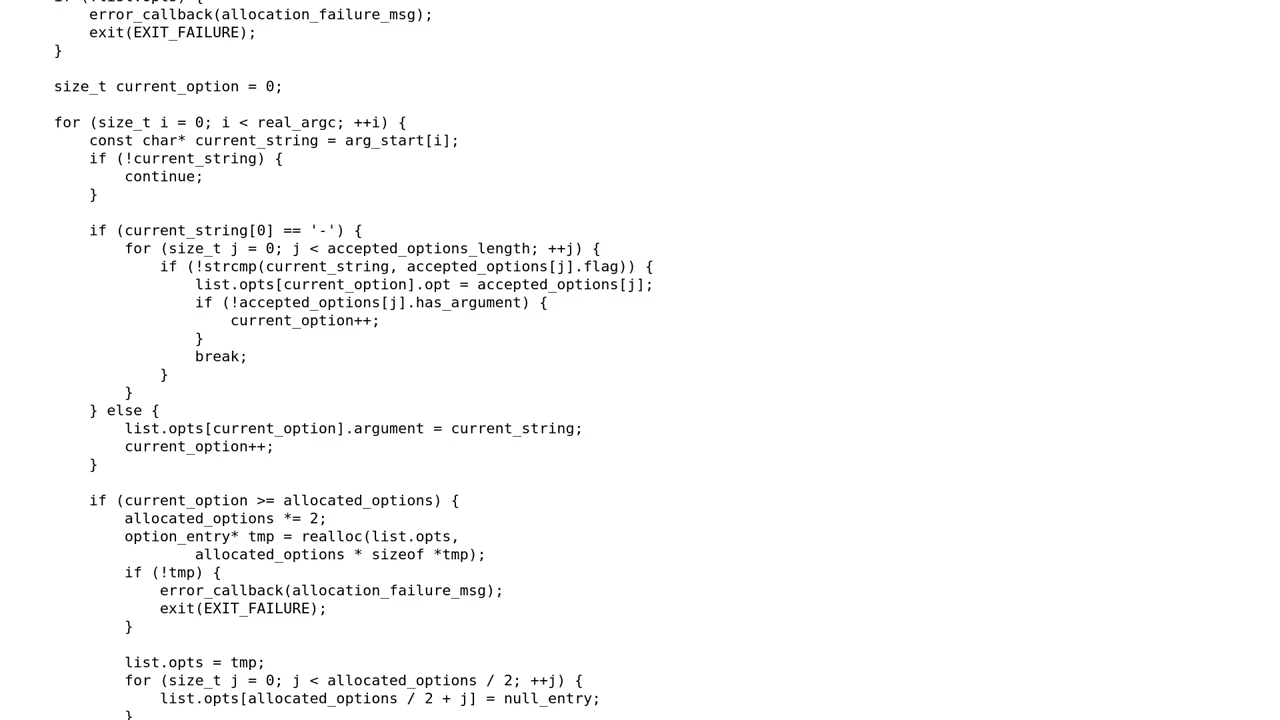 error_callback(allocation_failure_msg);
exit(EXIT_FAILURE);
}
size_t current_option = 0;
for (size_t i = 0; i < real_argc; ++i) {
const char* current_string = arg_start[i];
if (!current_string) {
continue;
}
if (current_string[0] == '-') {
for (size_t j = 0; j < accepted_options_length; ++j) {
if (!strcmp(current_string, accepted_options[j].flag)) {
list.opts[current_option].opt = accepted_options[j];
if (!accepted_options[j].has_argument) {
current_option++;
}
break;
}
}
} else {
list.opts[current_option].argument = current_string;
current_option++;
}
if (current_option >= allocated_options) {
allocated_options *= 2;
option_entry* tmp = realloc(list.opts,
allocated_options * sizeof *tmp);
if (!tmp) {
error_callback(allocation_failure_msg);
exit(EXIT_FAILURE);
}
list.opts = tmp;
for (size_t j = 0; j < allocated_options / 2; ++j) {
list.opts[allocated_options / 2 + j] = null_entry;
}